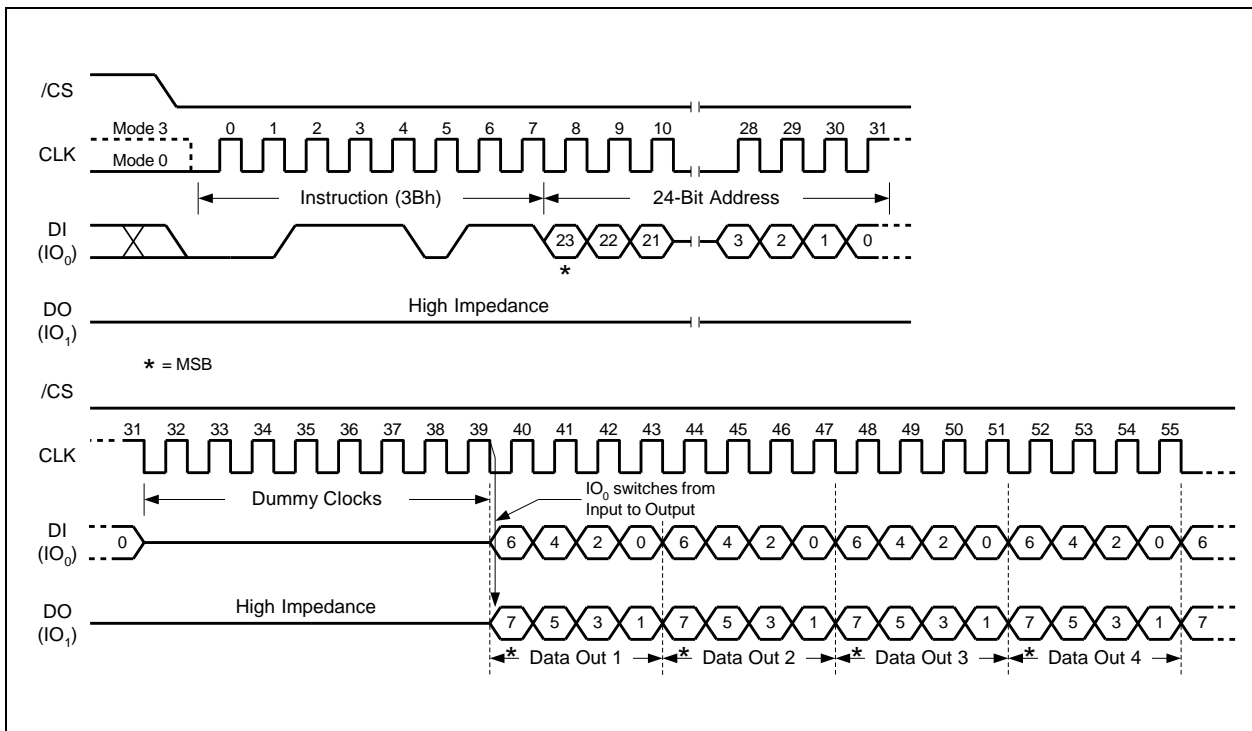 /CS
Mode 3 0 1 2 3 4 5 6 7 8 9 10 28 29 30 31
CLK
Mode 0
Instruction (3Bh) 24-Bit Address
DI
(IO0)
23 22 21 3 2 1 0
*
High Impedance
DO
(IO1)
* = MSB
/CS
31 32 33 34 35 36 37 38 39 40 41 42 43 44 45 46 47 48 49 50 51 52 53 54 55
CLK
Dummy Clocks
IO0 switches from
Input to Output
DI
(IO0)
0 6 4 2 0 6 4 2 0 6 4 2 0 6 4 2 0 6
High Impedance
DO
(IO1)
7 5 3 1 7 5 3 1 7 5 3 1 7 5 3 1 7
* Data Out 1 * Data Out 2 * Data Out 3 * Data Out 4